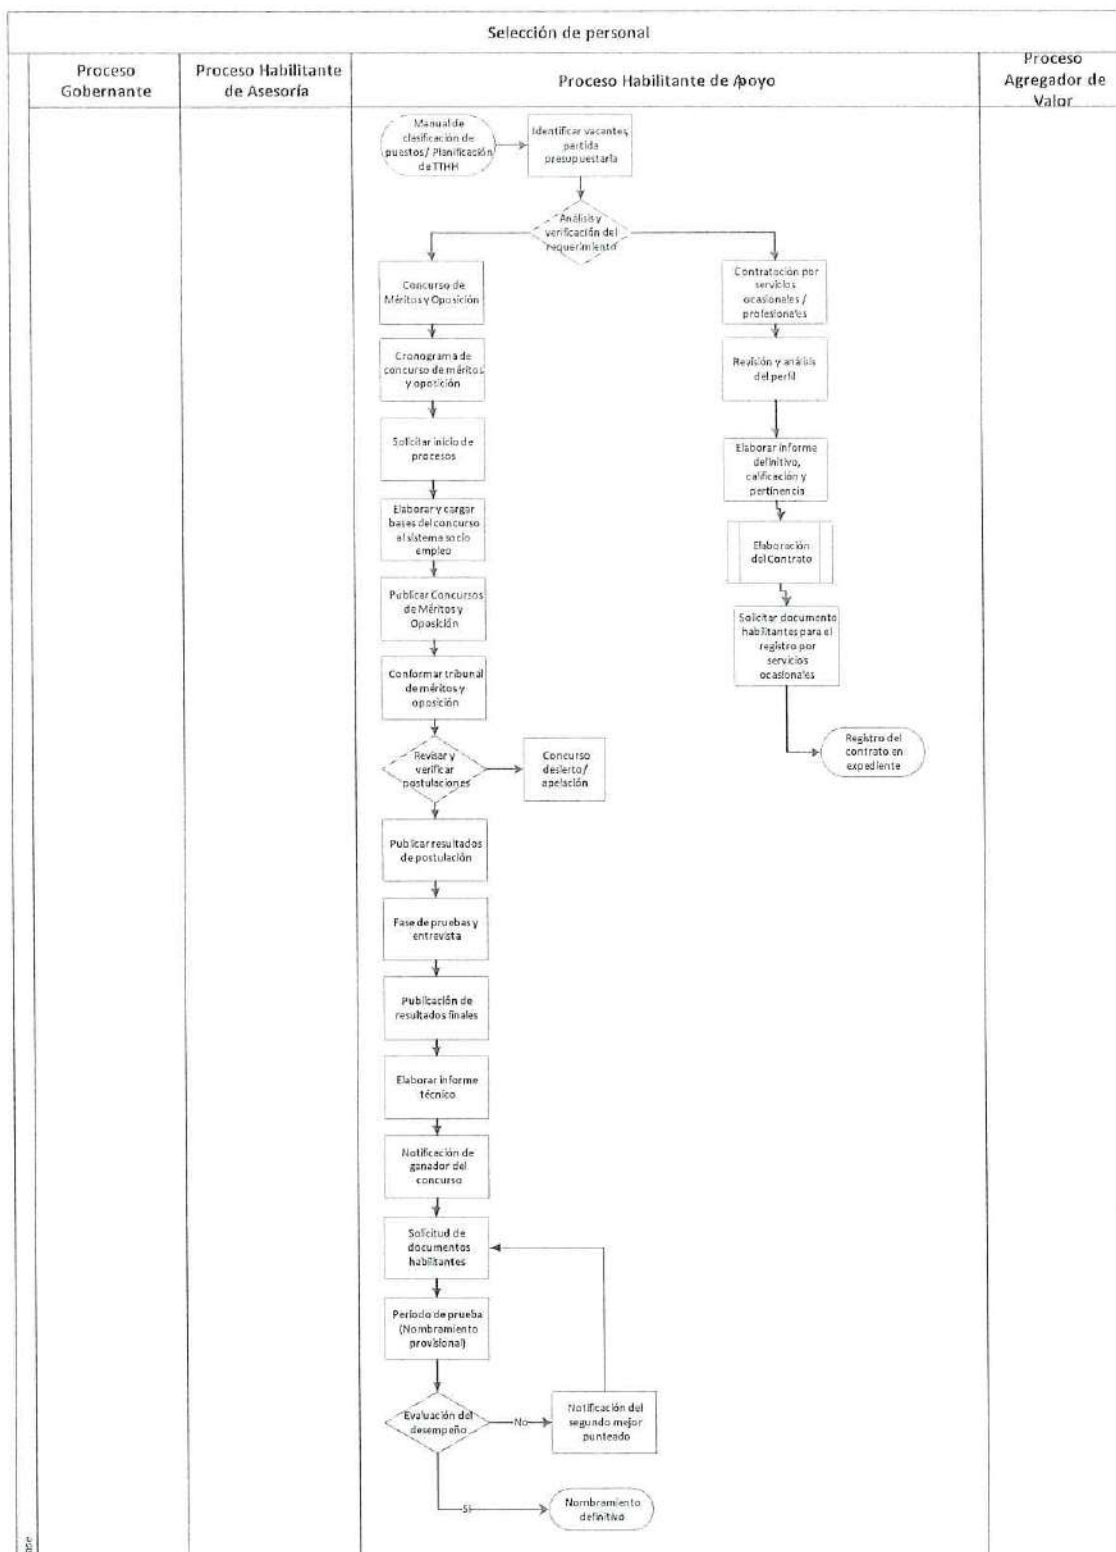 Selección de personal
Proceso
Gobernante
Proceso Habilitante
de Asesoría
Proceso Habilitante de Apoyo
Proceso
Agregador de
Valor
Manual de
clasificación de
puestos/ Planificación
de TTHH
Identificar vacantes,
partida
presupuestaria
Análisis y
verificación del
requerimiento
Concurso de
Méritos y Oposición
Contratación por
servicios
ocasionales /
profesionales
Cronograma de
concurso de méritos
y oposición
Revisión y análisis
del perfil
Solicitar inicio de
procesos
Elaborar informe
definitivo,
calificación y
pertinencia
Elaborar y cargar
bases del concurso
al sistema socio
empleo
Elaboración
del Contrato
Publicar Concursos
de Méritos y
Oposición
Solicitar documento
habilitantes para el
registro por
servicios
ocasionales
Conformar tribunal
de méritos y
oposición
Registro del
contrato en
expediente
Revisar y
verificar
postulaciones
Concurso
desierto/
apelación
Publicar resultados
de postulación
Fase de pruebas y
entrevista
Publicación de
resultados finales
Elaborar informe
técnico
Notificación de
ganador del
concurso
Solicitud de
documentos
habilitantes
Periodo de prueba
(Nombramiento
provisional)
Evaluación del
desempeño
No
Notificación del
segundo mejor
punteado
Si
Nombramiento
definitivo
ase